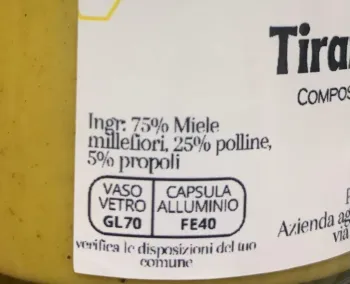 Tira
COMPOS
Ingr: 75% Miele
millefiori, 25% polline,
5% propoli
VASO
VETRO
GL70
CAPSULA
ALLUMINIO
FE40
verifica le disposizioni del tuo
comune
Azienda ag
via